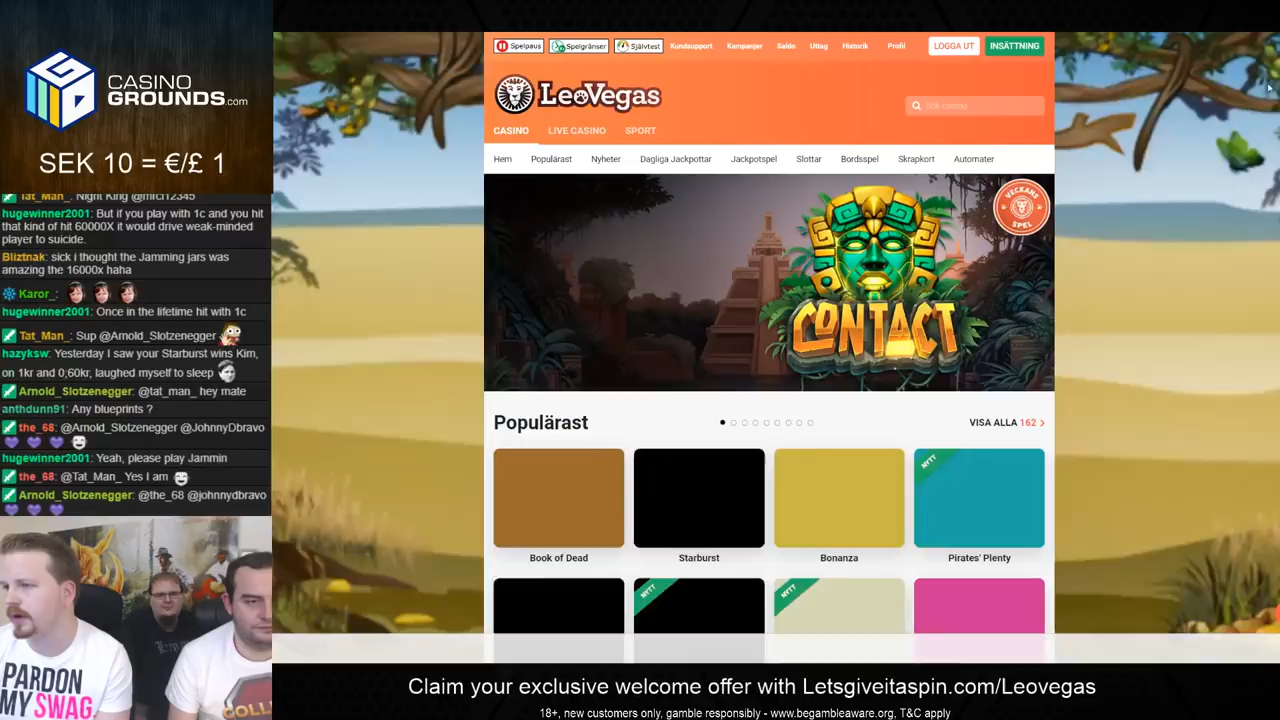 CASINO
GROUNDS.com
SEK 10 = €/£ 1
Tat_Man_: Night King @mrci12345
hugewinner2001: But if you play with 1c and you hit
that kind of hit 60000X it would drive weak-minded
player to suicide.
Bliztnak: sick i thought the Jamming jars was
amazing the 16000x haha
Karor_:
hugewinner2001: Once in the lifetime hit with 1c
Tat_Man_: Sup @Arnold_Slotzenegger
hazyksw: Yesterday I saw your Starburst wins Kim,
on 1kr and 0;60kr, laughed myself to sleep
Arnold_Slotzenegger: @tat_man_ hey mate
anthdunn91: Any blueprints ?
the_68: @Arnold_Slotzenegger @JohnnyDbravo
hugewinner2001: Yeah, please play Jammin
the_68: @Tat_Man_ Yes I am
Arnold_Slotzenegger: @the_68 @johnnydbravo
PARDON
MY SWAG.
Spelpaus Spelgränser Självtest Kundsupport Kampanjer Saldo Uttag Historik Profil LOGGA UT INSÄTTNING
LeoVegas
Sök casino
CASINO LIVE CASINO SPORT
Hem Populärast Nyheter Dagliga Jackpottar Jackpotspel Slottar Bordsspel Skrapkort Automater
VECKANS
SPEL
CONTACT
Populärast
VISA ALLA 162
NYTT
Book of Dead Starburst Bonanza Pirates' Plenty
NYTT NYTT
Claim your exclusive welcome offer with Letsgiveitaspin.com/Leovegas
18+, new customers only, gamble responsibly - www.begambleaware.org, T&C apply